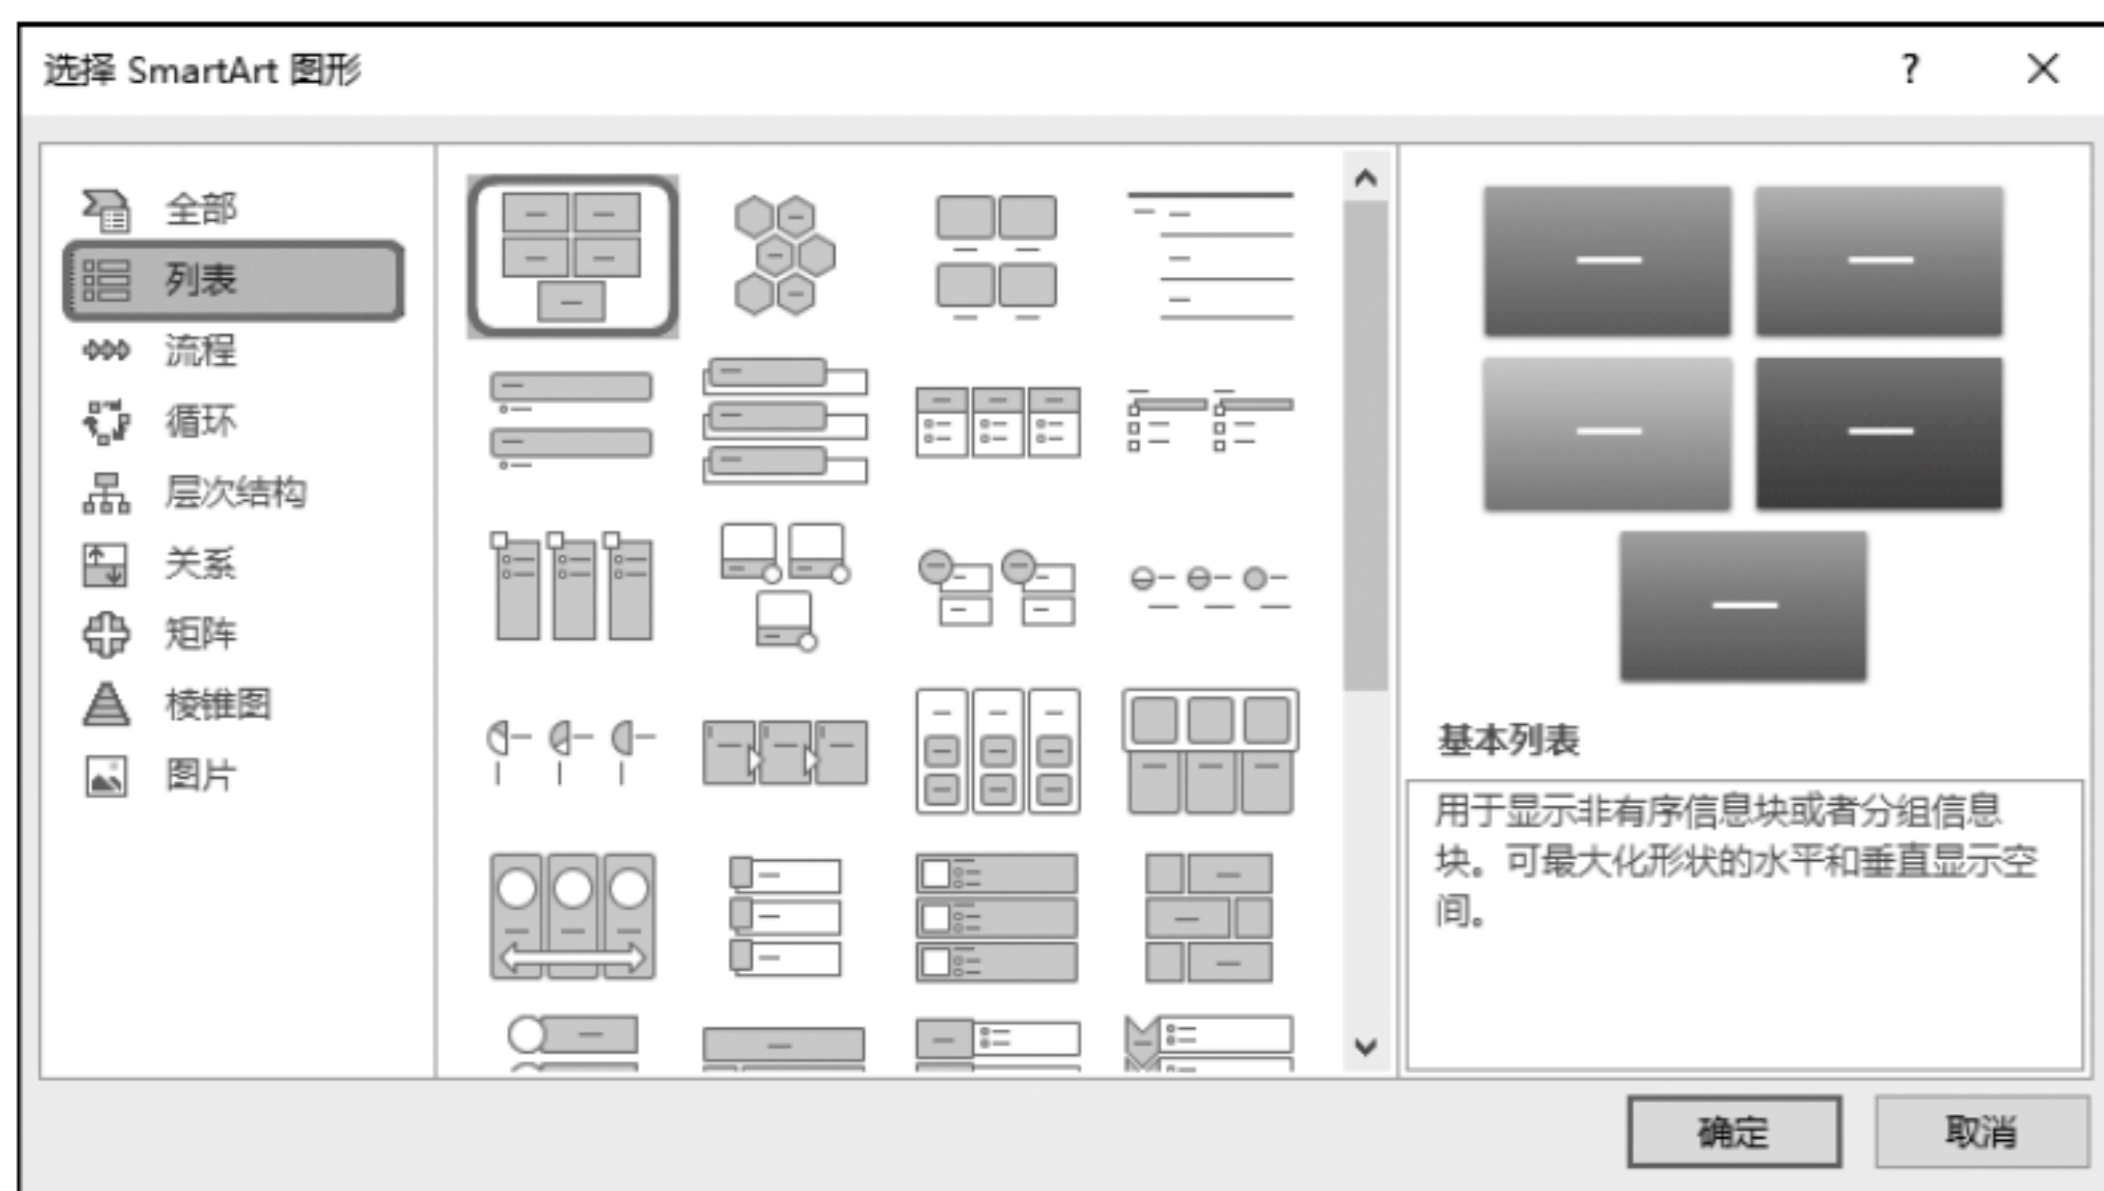 选择 SmartArt 图形
?
全部
列表
流程
循环
层次结构
关系
矩阵
棱锥图
图片
基本列表
用于显示非有序信息块或者分组信息
块。可最大化形状的水平和垂直显示空
间。
确定
取消